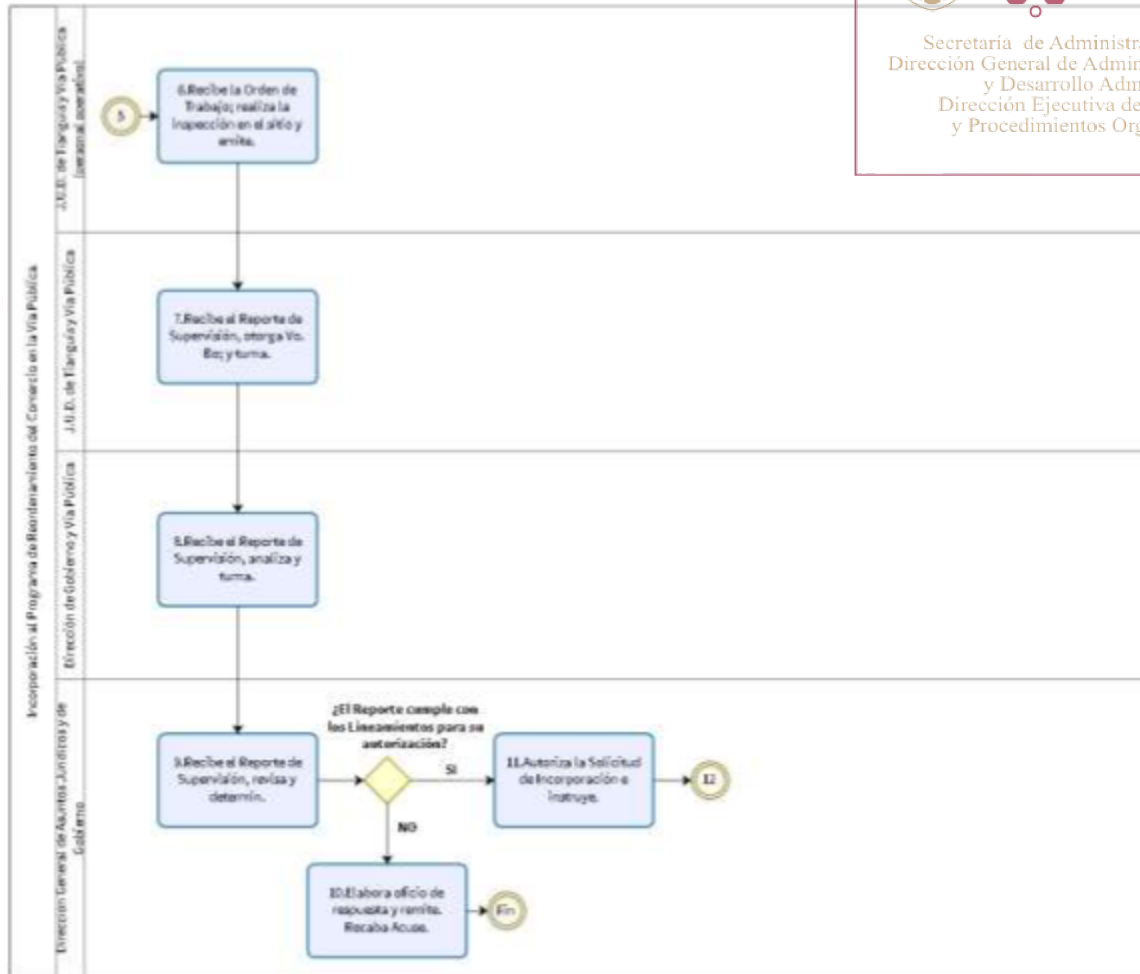 Secretaría de Administra
Dirección General de Admin
y Desarrollo Adm
Dirección Ejecutiva de
y Procedimientos Org
Incorporación al Programa de Reordenamiento del Comercio en la Vía Pública
J.U.D. de Tianguis y Vía Pública
(personal operativo)
5
6.Recibe la Orden de
Trabajo; realiza la
inspección en el sitio y
emite.
J.U.D. de Tianguis y Vía Pública
7.Recibe el Reporte de
Supervisión, otorga Vo.
Bo; y turna.
Dirección de Gobierno y Vía Pública
8.Recibe el Reporte de
Supervisión, analiza y
turna.
Dirección General de Asuntos Jurídicos y de
Gobierno
9.Recibe el Reporte de
Supervisión, revisa y
determin.
¿El Reporte cumple con
los Lineamientos para su
autorización?
SI
11.Autoriza la Solicitud
de Incorporación e
instruye.
12
NO
10.Elabora oficio de
respuesta y remite.
Recaba Acuse.
Fin